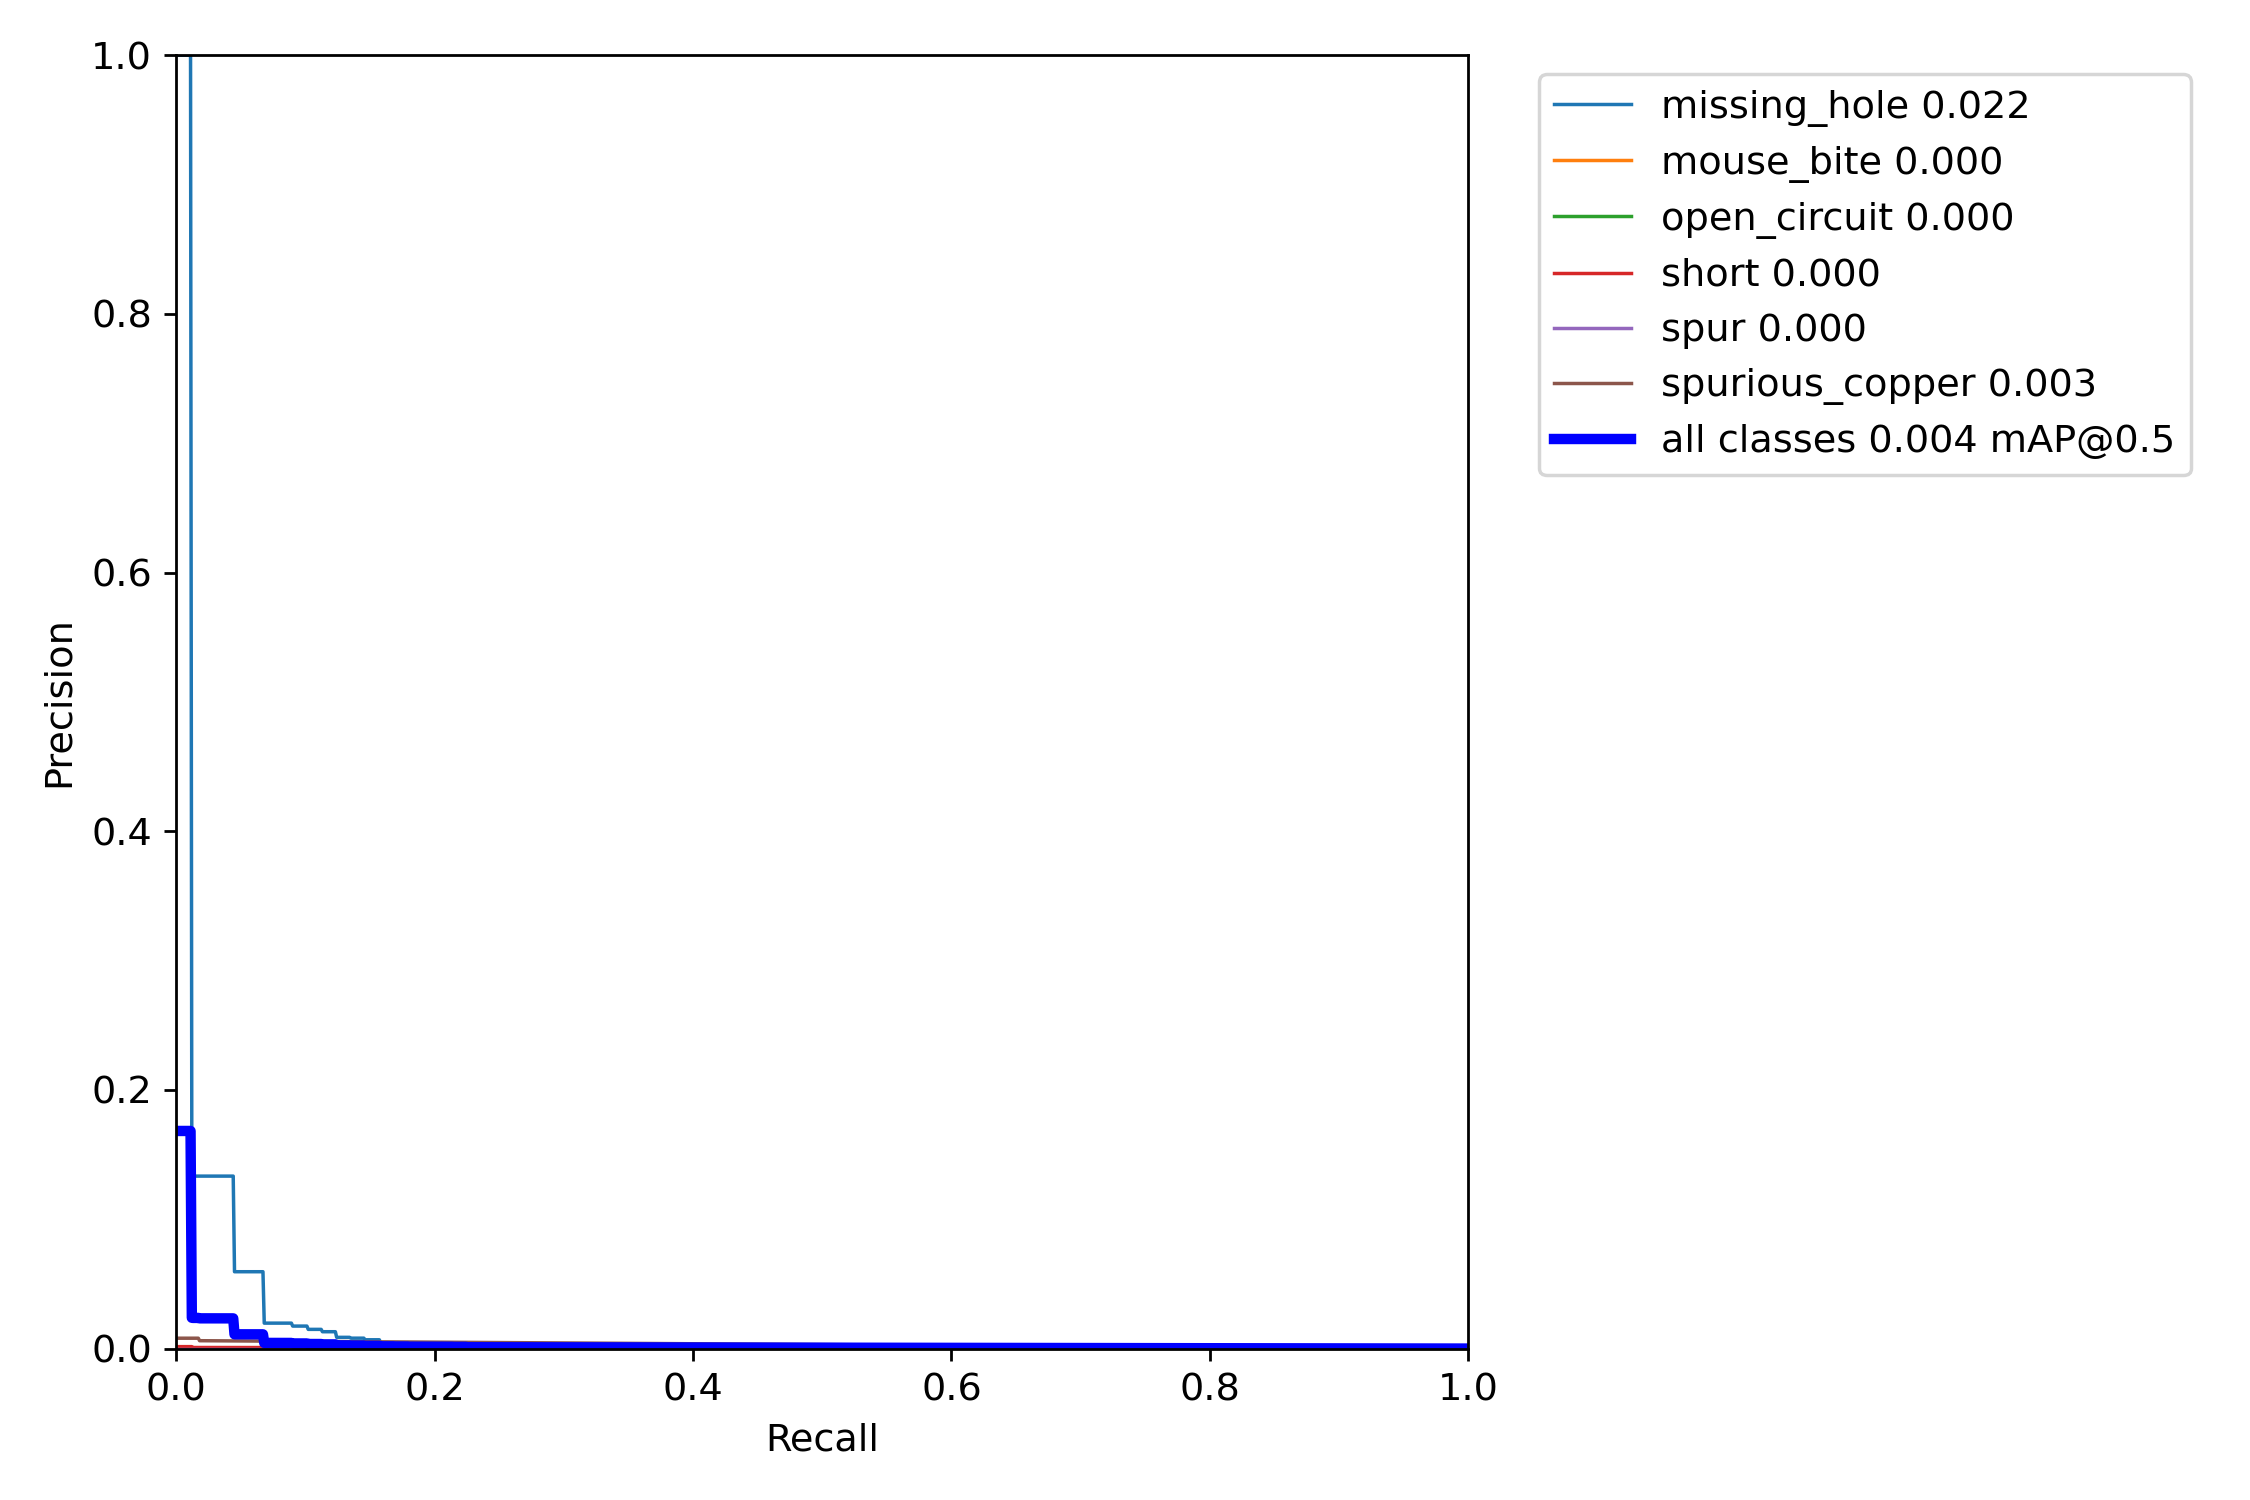 1.0
0.8
0.6
0.4
0.2
0.0
Precision
0.0 0.2 0.4 0.6 0.8 1.0
Recall
missing_hole 0.022
mouse_bite 0.000
open_circuit 0.000
short 0.000
spur 0.000
spurious_copper 0.003
all classes 0.004 mAP@0.5